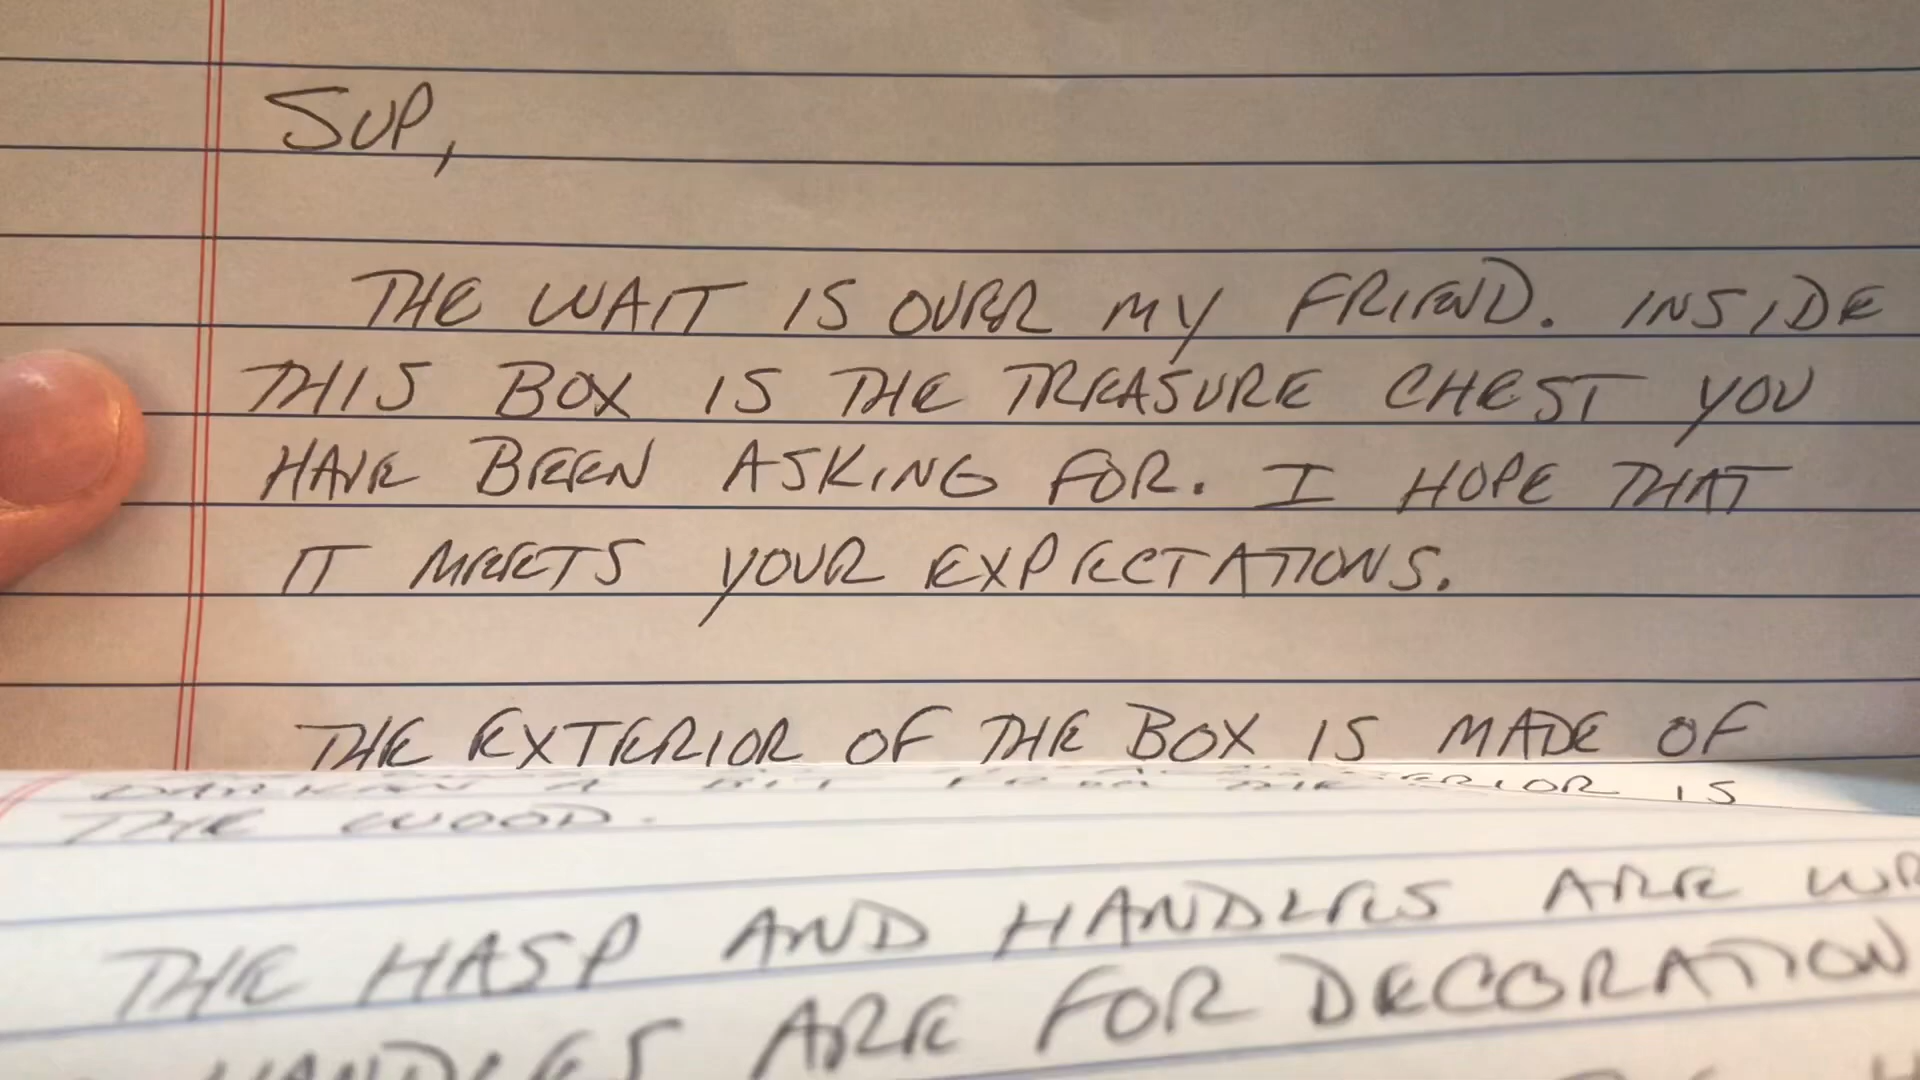 SUP,
THE WAIT IS OVER MY FRIEND. INSIDE
THIS BOX IS THE TREASURE CHEST YOU
HAVE BEEN ASKING FOR. I HOPE THAT
IT MEETS YOUR EXPECTATIONS.
THE EXTERIOR OF THE BOX IS MADE OF
IS
THE WOOD.
THE HASP AND HANDLES ARE
HANDLES ARE FOR DECORATION